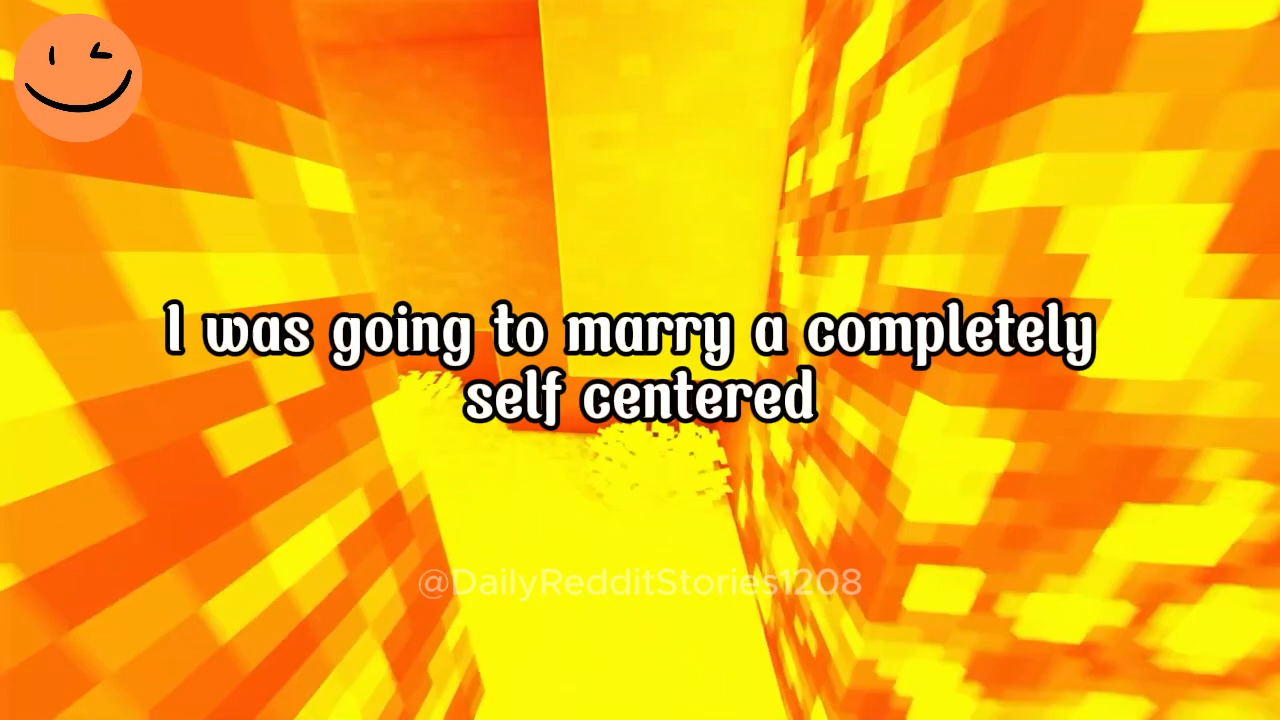 I was going to marry a completely
self centered
@DailyRedditStories1208